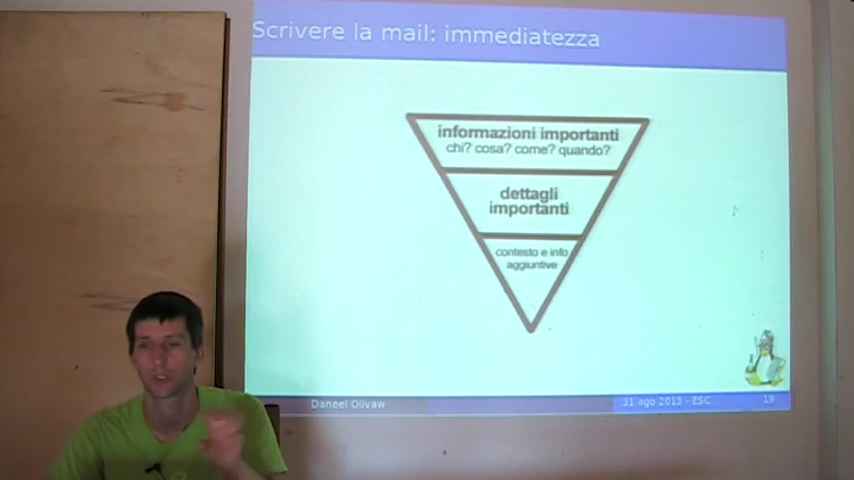 Scrivere la mail: immediatezza
informazioni importanti
chi? cosa? come? quando?
dettagli
importanti
contesto e info
aggiuntive
Daneel Olivaw
31 ago 2013 - ESC
19